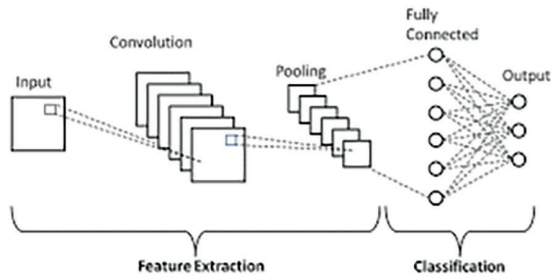 Input
Convolution
Pooling
Fully
Connected
Output
Feature Extraction
Classification